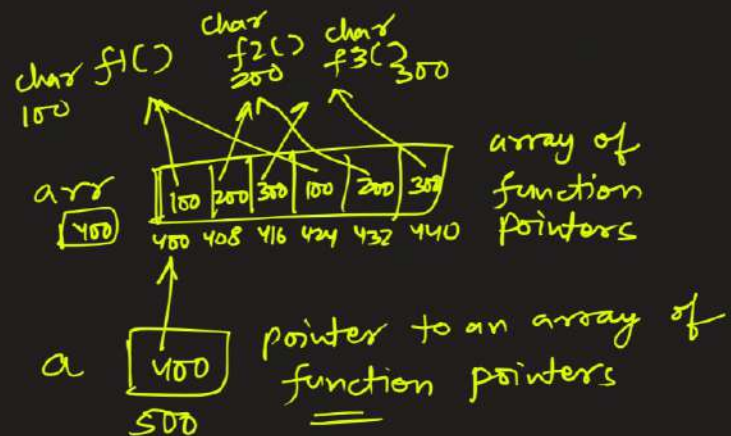 char f1()
100
char
f2()
200
char
f3()
300
arr
400
100 200 300 100 200 300
400 408 416 424 432 440
array of
function
pointers
a
400
500
pointer to an array of
function pointers